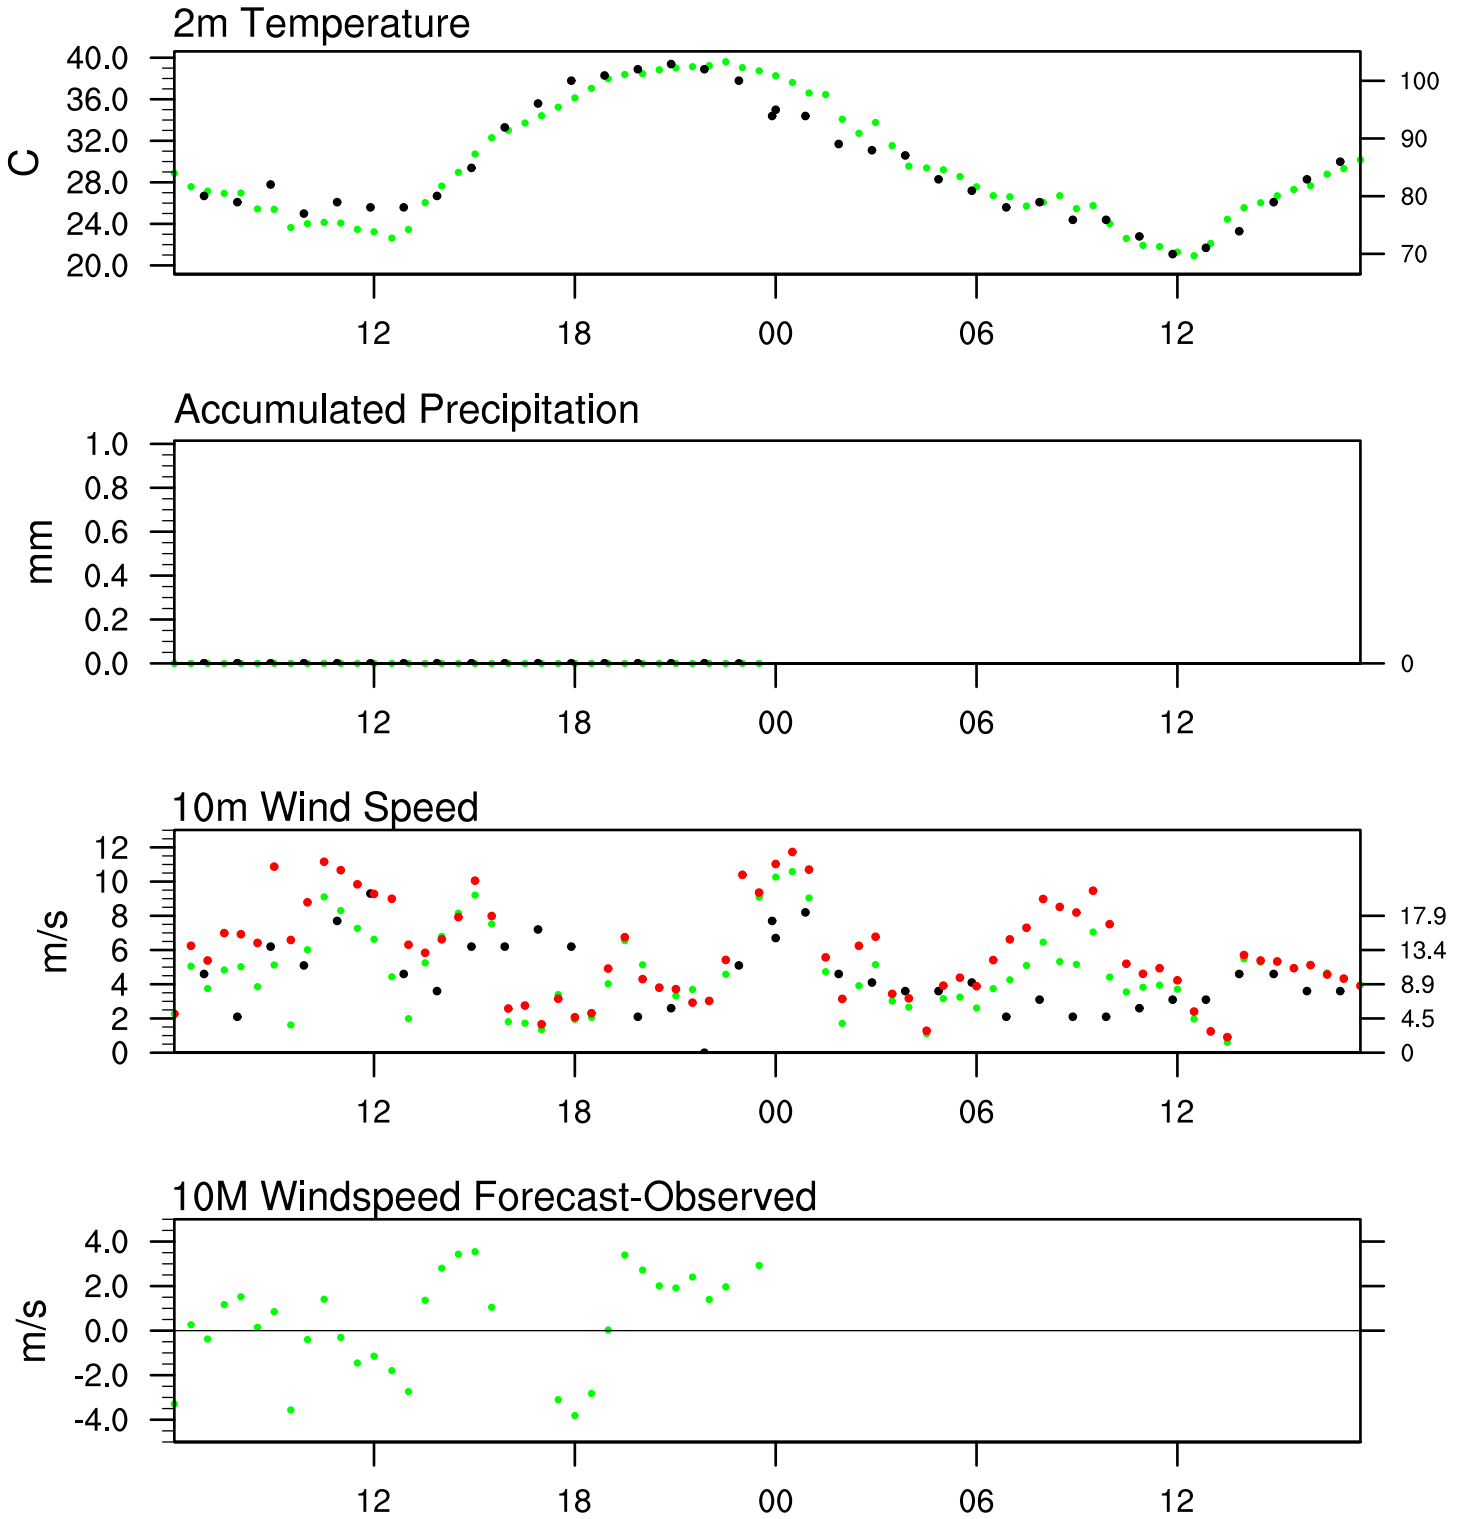 2m Temperature
40.0
36.0
32.0
28.0
24.0
20.0
C
100
90
80
70
12 18 00 06 12
Accumulated Precipitation
1.0
0.8
0.6
0.4
0.2
0.0
mm
0
12 18 00 06 12
10m Wind Speed
12
10
8
6
4
2
0
m/s
17.9
13.4
8.9
4.5
0
12 18 00 06 12
10M Windspeed Forecast-Observed
4.0
2.0
0.0
-2.0
-4.0
m/s
12 18 00 06 12